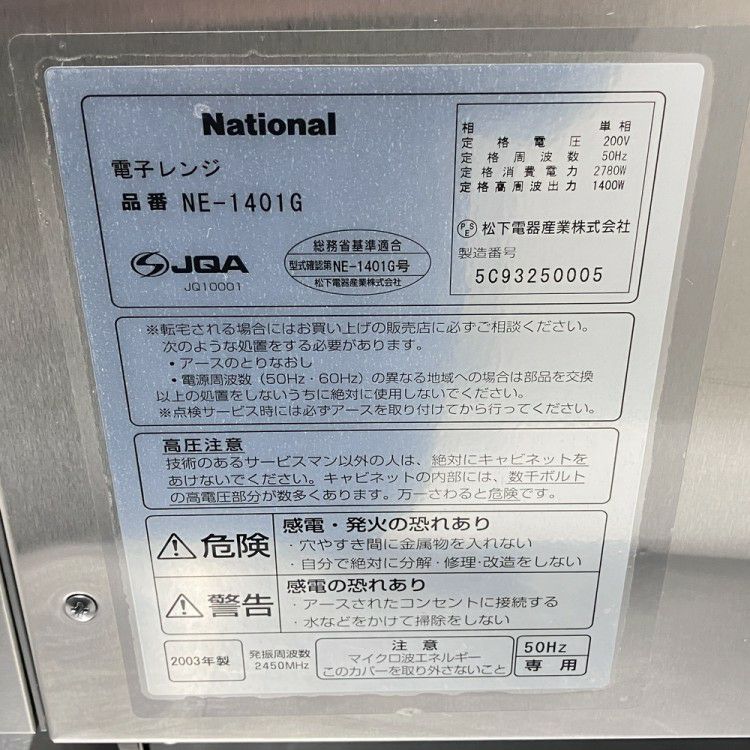 National
電子レンジ
品番 NE-1401G
JQA
JQ10001
総務省基準適合
型式確認第NE-1401G号
松下電器産業株式会社
相 単相
定格電圧 200V
定格周波数 50Hz
定格消費電力 2780W
定格高周波出力 1400W
PSE 松下電器産業株式会社
製造番号
5C93250005
※転宅される場合にはお買い上げの販売店に必ずご相談ください。
次のような処置をする必要があります。
・アースのとりなおし
・電源周波数（50Hz・60Hz）の異なる地域への場合は部品を交換
以上の処置をしないうちに絶対に使用しないでください。
※点検サービス時には必ずアースを取り付けてから行ってください。
高圧注意
技術のあるサービスマン以外の人は、絶対にキャビネットを
あけないでください。キャビネットの内部には、数千ボルト
の高電圧部分が数多くあります。万一さわると危険です。
危険
感電・発火の恐れあり
・穴やすき間に金属物を入れない
・自分で絶対に分解・修理・改造をしない
警告
感電の恐れあり
・アースされたコンセントに接続する
・水などをかけて掃除をしない
2003年製
発振周波数
2450MHz
注意
マイクロ波エネルギー
このカバーを取り外さないこと
50Hz
専用